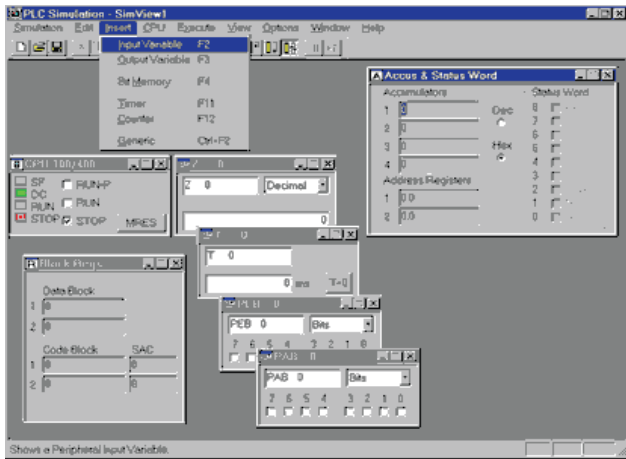 PLC Simulation - SimView1
Simulation Edit Insert CPU Execute View Options Window Help
Input Variable F2
Output Variable F3
Bit Memory F4
Timer F11
Counter F12
Generic Ctrl-F2
Accus & Status Word
Accumulators Status Word
1 0 Dec 8
2 0 7
6
3 0 Hex 5
4 0 4
Address Registers 3
1 0.0 2
1
2 0.0 0
CPU 100/400
SF RUN-P
DC
RUN RUN
STOP STOP MRES
Z 0
Z 0 Decimal
0
T 0
T 0
0 ms T=0
Block Regs
Data Block
1 0
2 0
Code Block SAC
1 0 0
2 0 0
PEB 0
PEB 0 Bits
7 6 5 4 3 2 1 0
PAB 0
PAB 0 Bits
7 6 5 4 3 2 1 0
Shows a Peripheral Input Variable.